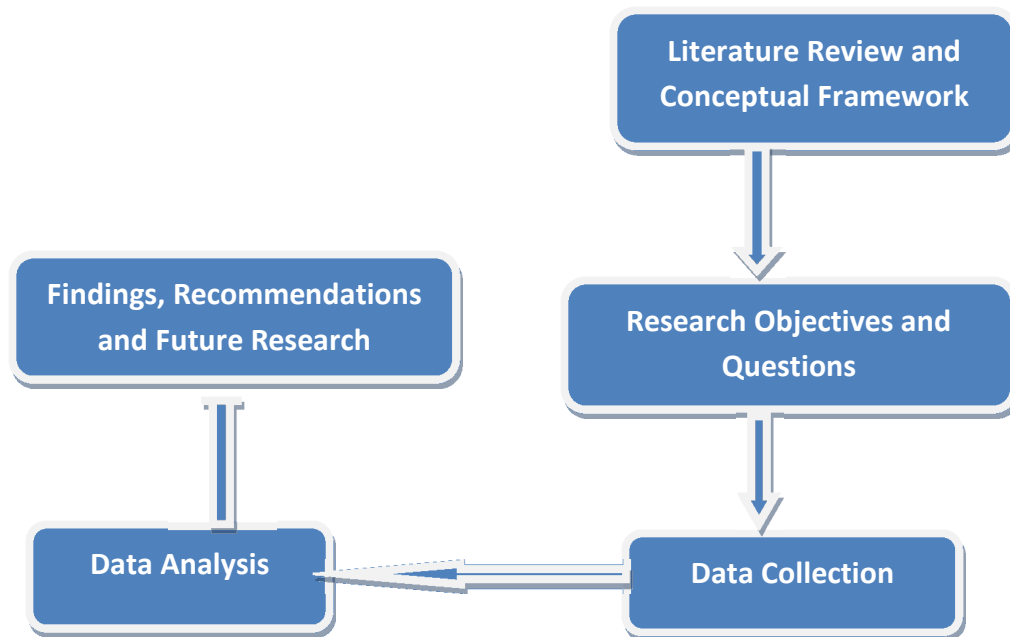 Literature Review and
Conceptual Framework
Findings, Recommendations
and Future Research
Research Objectives and
Questions
Data Analysis
Data Collection